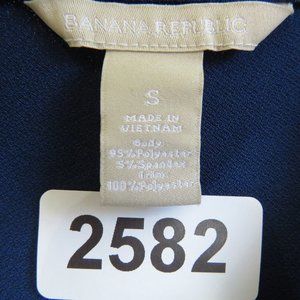 BANANA REPUBLIC
S
MADE IN
VIETNAM
Body:
95%Polyester
5%Spandex
Trim:
100%Polyester
2582